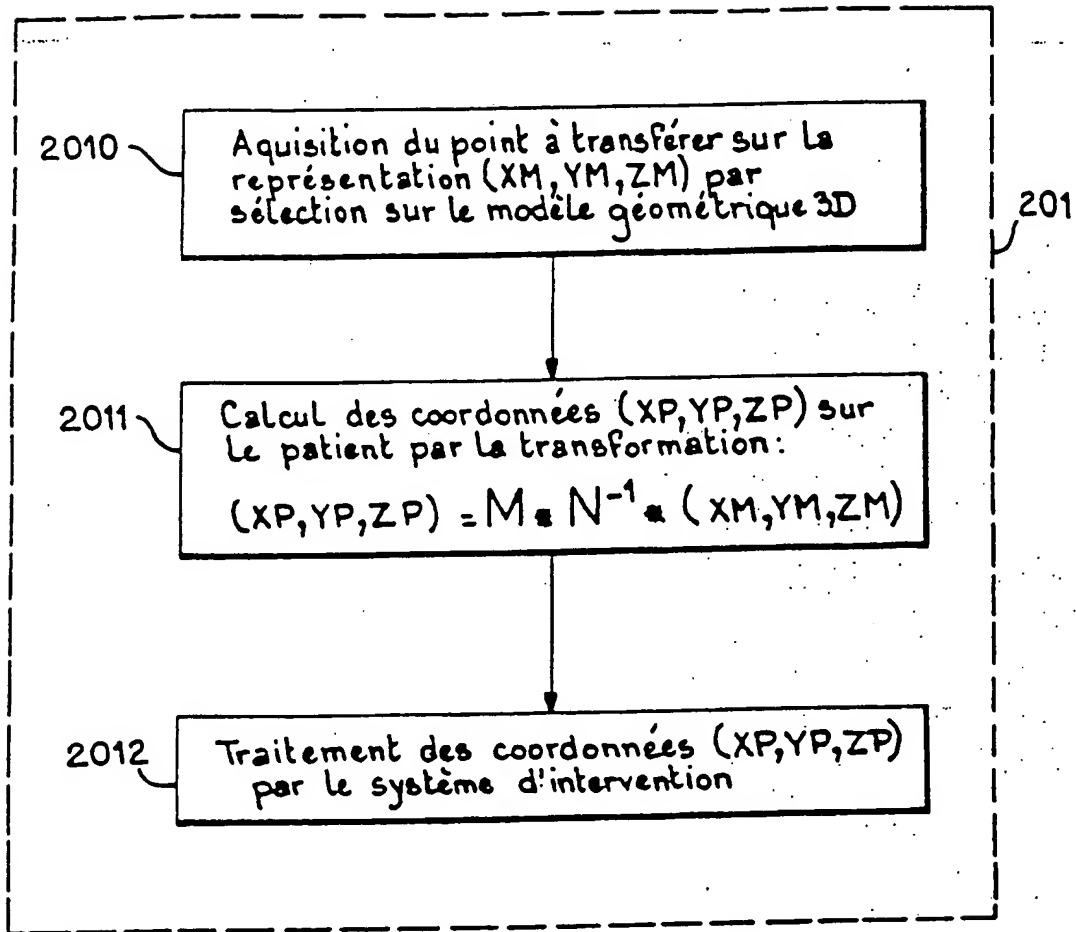 2010
Aquisition du point à transférer sur la
représentation (XM, YM, ZM) par
sélection sur le modèle géométrique 3D
201
2011
Calcul des coordonnées (XP,YP,ZP) sur
le patient par la transformation:
(XP,YP,ZP) = M * N⁻¹ * (XM,YM,ZM)
2012
Traitement des coordonnées (XP,YP,ZP)
par le système d'intervention